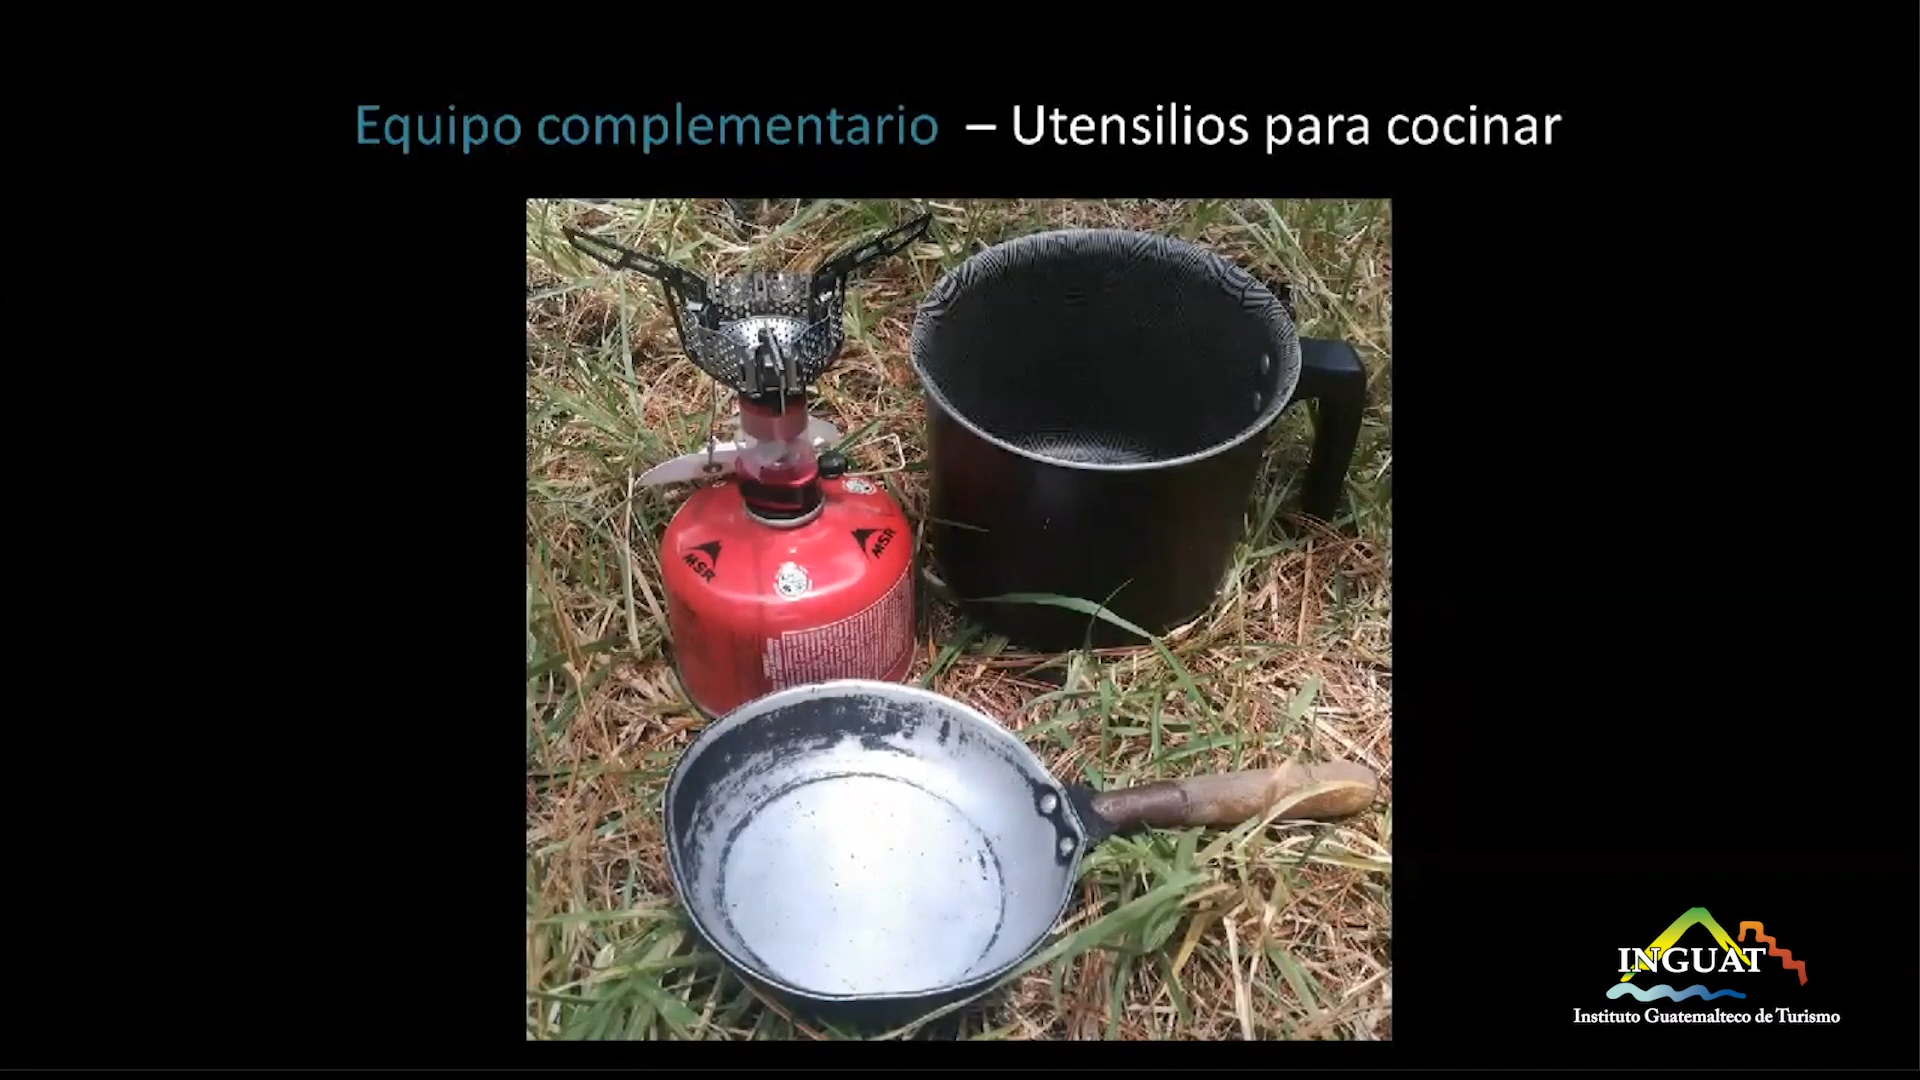 Equipo complementario – Utensilios para cocinar
MSR
MSR
INGUAT
Instituto Guatemalteco de Turismo